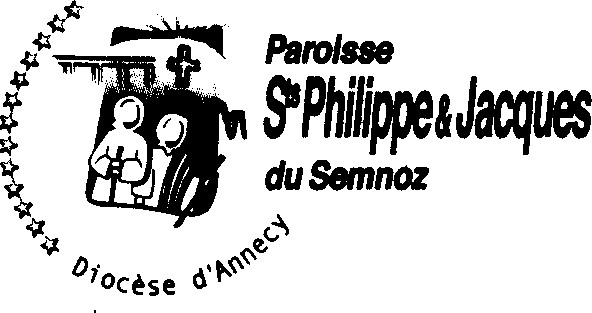 Paroisse
Sts Philippe & Jacques
du Semnoz
Diocèse d'Annecy